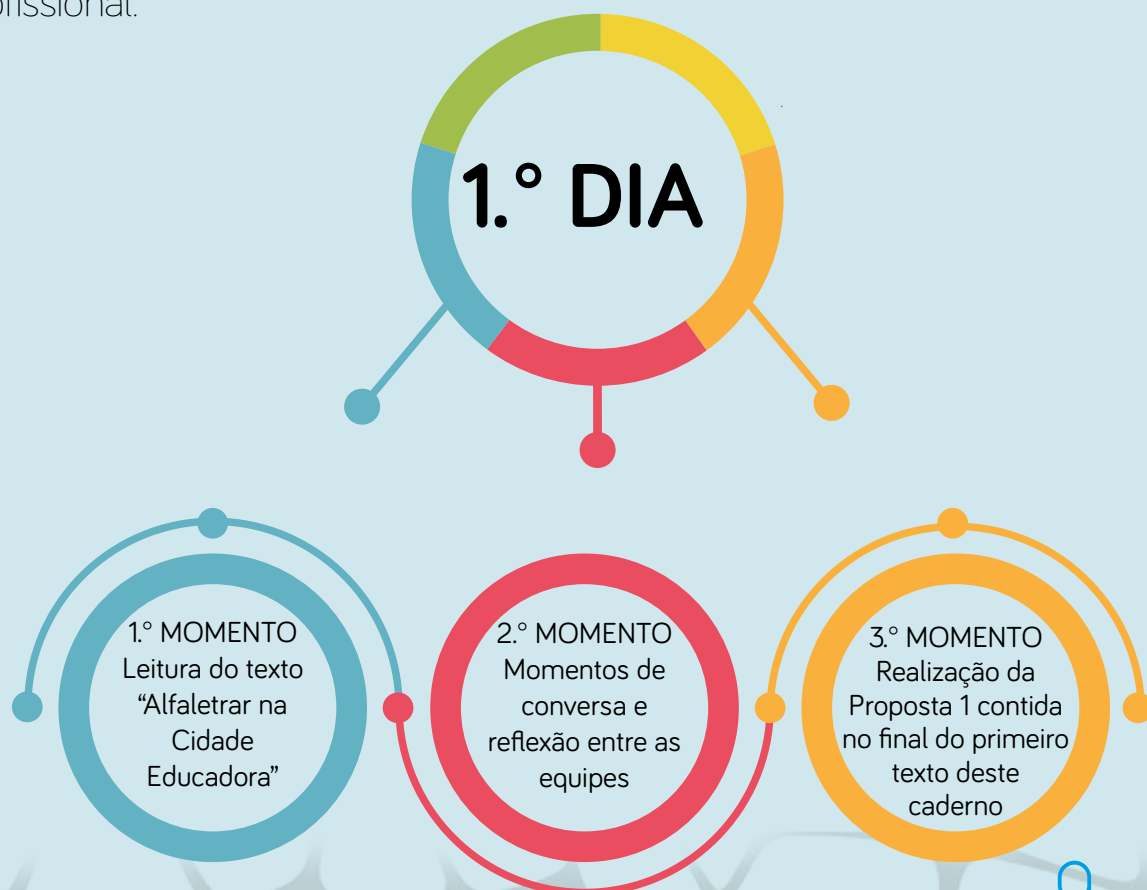 ofissional.
1.° DIA
1.° MOMENTO
Leitura do texto
“Alfaletrar na
Cidade
Educadora”
2.° MOMENTO
Momentos de
conversa e
reflexão entre as
equipes
3.° MOMENTO
Realização da
Proposta 1 contida
no final do primeiro
texto deste
caderno